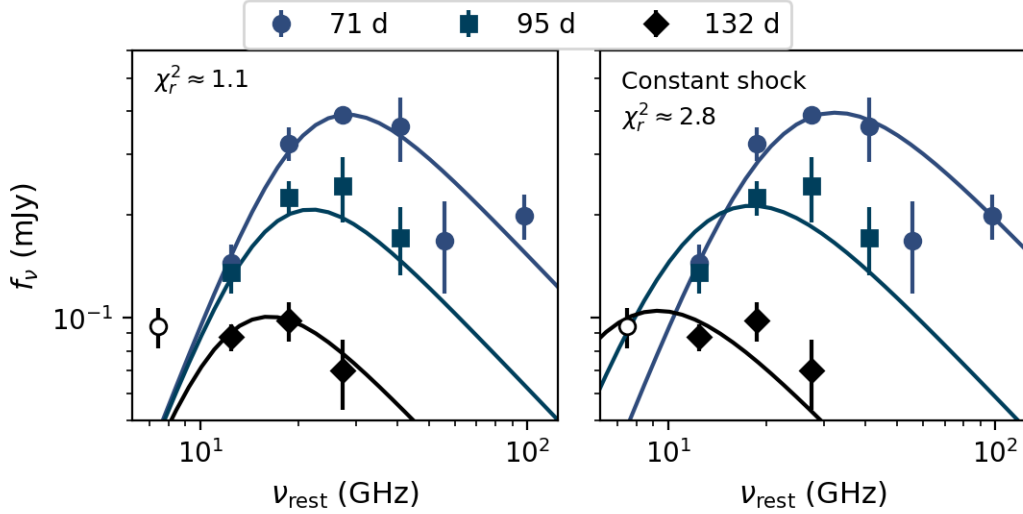 71 d 95 d 132 d
χ_r^2 ≈ 1.1
Constant shock
χ_r^2 ≈ 2.8
f_ν (mJy)
10^{-1}
10^1 10^2 10^1 10^2
ν_rest (GHz) ν_rest (GHz)